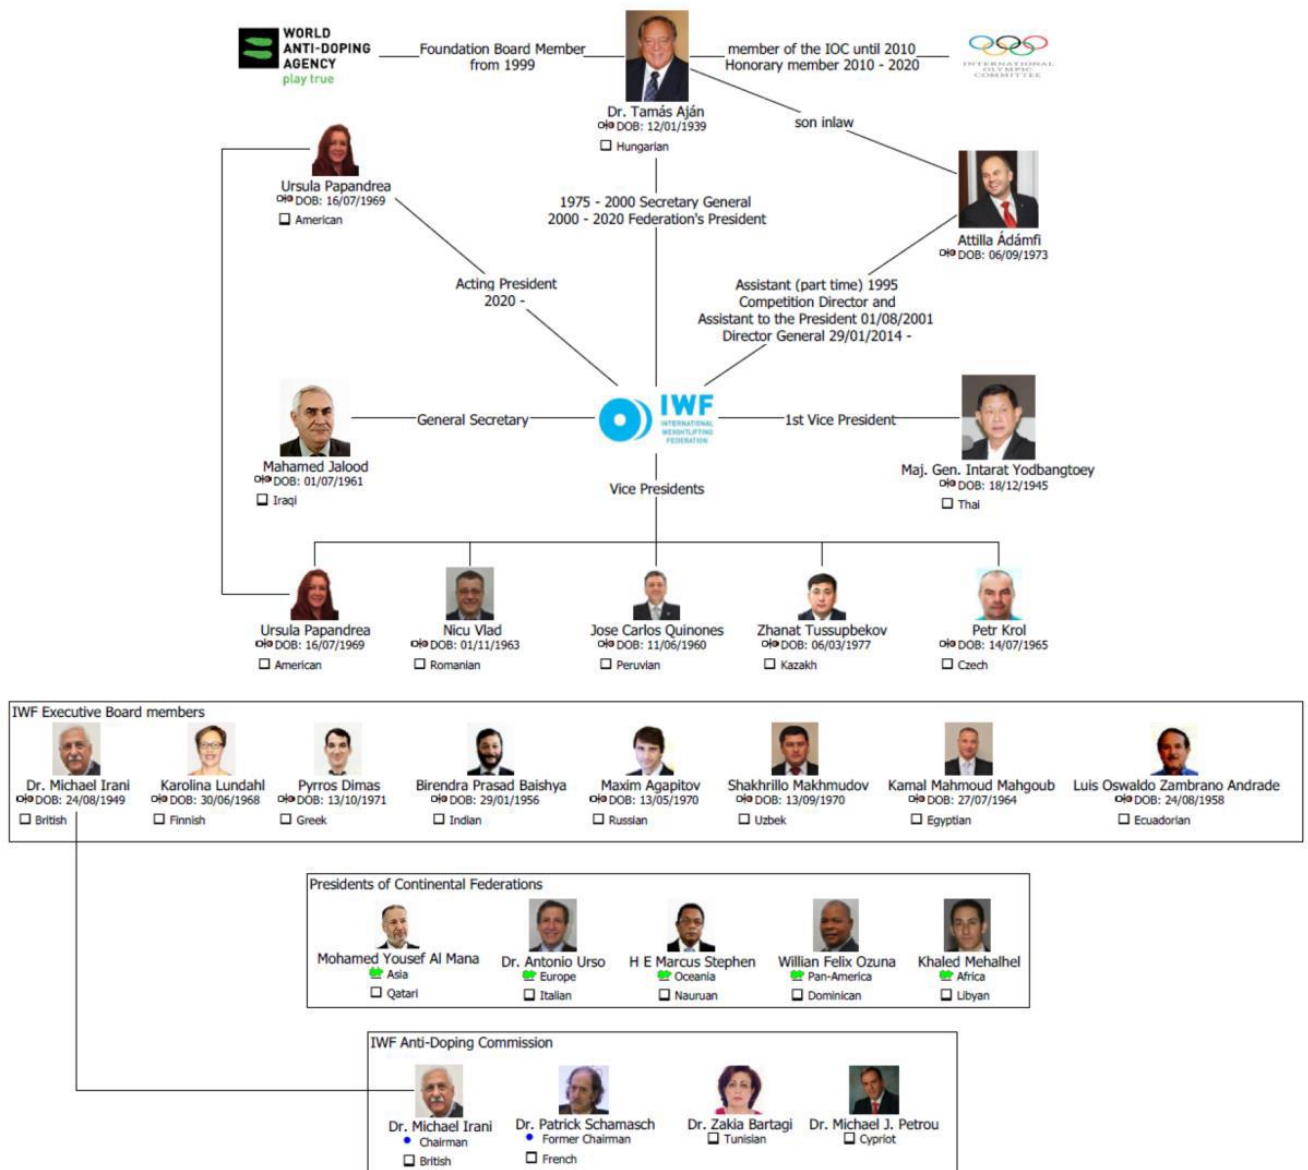 WORLD
ANTI-DOPING
AGENCY
play true
Foundation Board Member
from 1999
member of the IOC until 2010
Honorary member 2010 - 2020
INTERNATIONAL
OLYMPIC
COMMITTEE
Dr. Tamás Aján
DOB: 12/01/1939
Hungarian
son inlaw
Ursula Papandrea
DOB: 16/07/1969
American
1975 - 2000 Secretary General
2000 - 2020 Federation's President
Attilla Ádámfi
DOB: 06/09/1973
Acting President
2020 -
Assistant (part time) 1995
Competition Director and
Assistant to the President 01/08/2001
Director General 29/01/2014 -
General Secretary
IWF
INTERNATIONAL
WEIGHTLIFTING
FEDERATION
1st Vice President
Mahamed Jalood
DOB: 01/07/1961
Iraqi
Maj. Gen. Intarat Yodbangtoey
DOB: 18/12/1945
Thai
Vice Presidents
Ursula Papandrea
DOB: 16/07/1969
American
Nicu Vlad
DOB: 01/11/1963
Romanian
Jose Carlos Quinones
DOB: 11/06/1960
Peruvian
Zhanat Tussupbekov
DOB: 06/03/1977
Kazakh
Petr Krol
DOB: 14/07/1965
Czech
IWF Executive Board members
Dr. Michael Irani
DOB: 24/08/1949
British
Karolina Lundahl
DOB: 30/06/1968
Finnish
Pyrros Dimas
DOB: 13/10/1971
Greek
Birendra Prasad Baishya
DOB: 29/01/1956
Indian
Maxim Agapitov
DOB: 13/05/1970
Russian
Shakhrillo Makhmudov
DOB: 13/09/1970
Uzbek
Kamal Mahmoud Mahgoub
DOB: 27/07/1964
Egyptian
Luis Oswaldo Zambrano Andrade
DOB: 24/08/1958
Ecuadorian
Presidents of Continental Federations
Mohamed Yousef Al Mana
Asia
Qatari
Dr. Antonio Urso
Europe
Italian
H E Marcus Stephen
Oceania
Nauruan
Willian Felix Ozuna
Pan-America
Dominican
Khaled Mehalhel
Africa
Libyan
IWF Anti-Doping Commission
Dr. Michael Irani
Chairman
British
Dr. Patrick Schamasch
Former Chairman
French
Dr. Zakia Bartagi
Tunisian
Dr. Michael J. Petrou
Cypriot